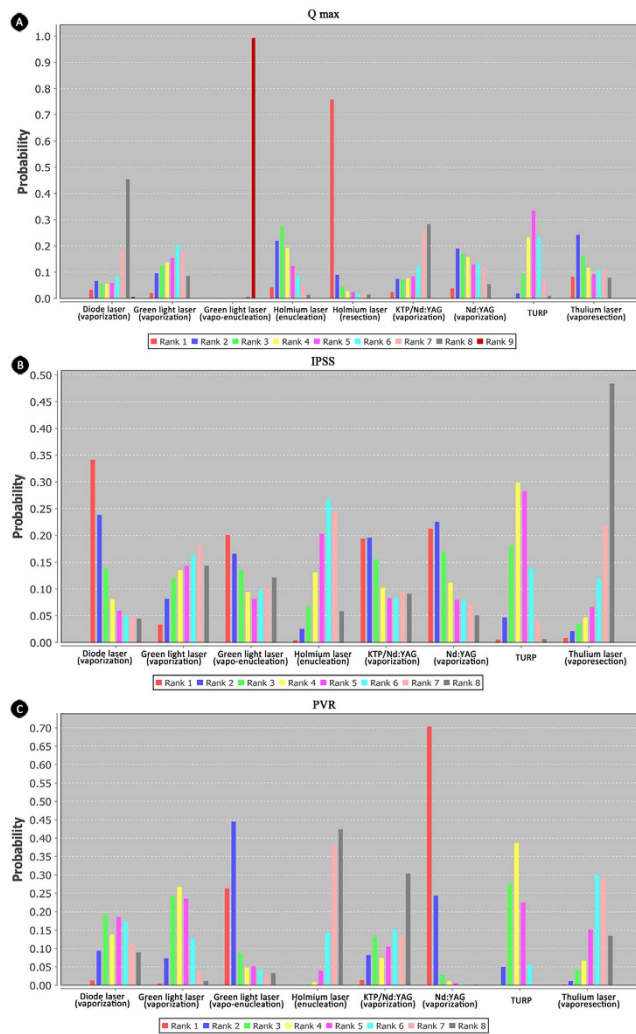 A
Q max
Probability
1.0
0.9
0.8
0.7
0.6
0.5
0.4
0.3
0.2
0.1
0.0
Diode laser (vaporization)
Green light laser (vaporization)
Green light laser (vapo-enucleation)
Holmium laser (enucleation)
Holmium laser (resection)
KTP/Nd:YAG (vaporization)
Nd:YAG (vaporization)
TURP
Thulium laser (vaporesection)
Rank 1 Rank 2 Rank 3 Rank 4 Rank 5 Rank 6 Rank 7 Rank 8 Rank 9
B
IPSS
Probability
0.50
0.45
0.40
0.35
0.30
0.25
0.20
0.15
0.10
0.05
0.00
Diode laser (vaporization)
Green light laser (vaporization)
Green light laser (vapo-enucleation)
Holmium laser (enucleation)
KTP/Nd:YAG (vaporization)
Nd:YAG (vaporization)
TURP
Thulium laser (vaporesection)
Rank 1 Rank 2 Rank 3 Rank 4 Rank 5 Rank 6 Rank 7 Rank 8
C
PVR
Probability
0.70
0.65
0.60
0.55
0.50
0.45
0.40
0.35
0.30
0.25
0.20
0.15
0.10
0.05
0.00
Diode laser (vaporization)
Green light laser (vaporization)
Green light laser (vapo-enucleation)
Holmium laser (enucleation)
KTP/Nd:YAG (vaporization)
Nd:YAG (vaporization)
TURP
Thulium laser (vaporesection)
Rank 1 Rank 2 Rank 3 Rank 4 Rank 5 Rank 6 Rank 7 Rank 8